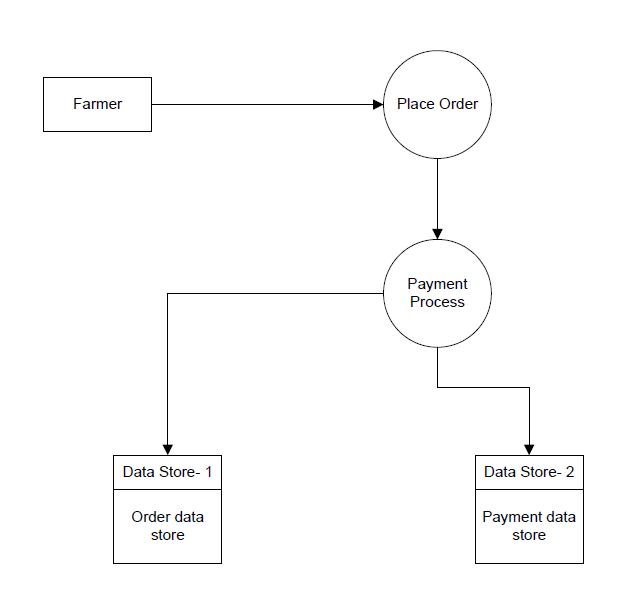 Farmer
Place Order
Payment
Process
Data Store- 1
Order data
store
Data Store- 2
Payment data
store